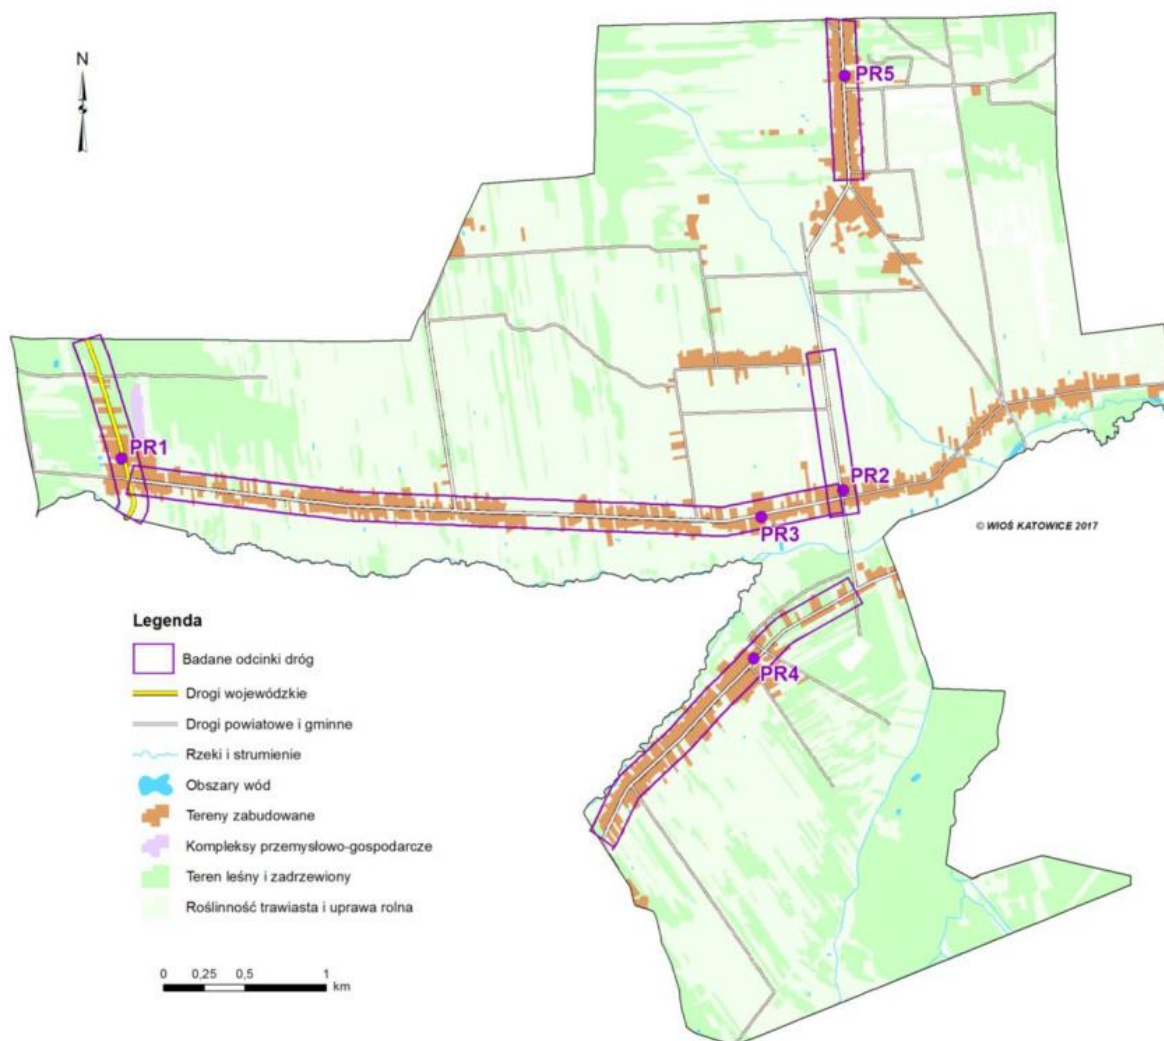 N
PR5
PR1
PR2
PR3
© WIOŚ KATOWICE 2017
PR4
Legenda
Badane odcinki dróg
Drogi wojewódzkie
Drogi powiatowe i gminne
Rzeki i strumienie
Obszary wód
Tereny zabudowane
Kompleksy przemysłowo-gospodarcze
Teren leśny i zadrzewiony
Roślinność trawiasta i uprawa rolna
0 0,25 0,5 1
km